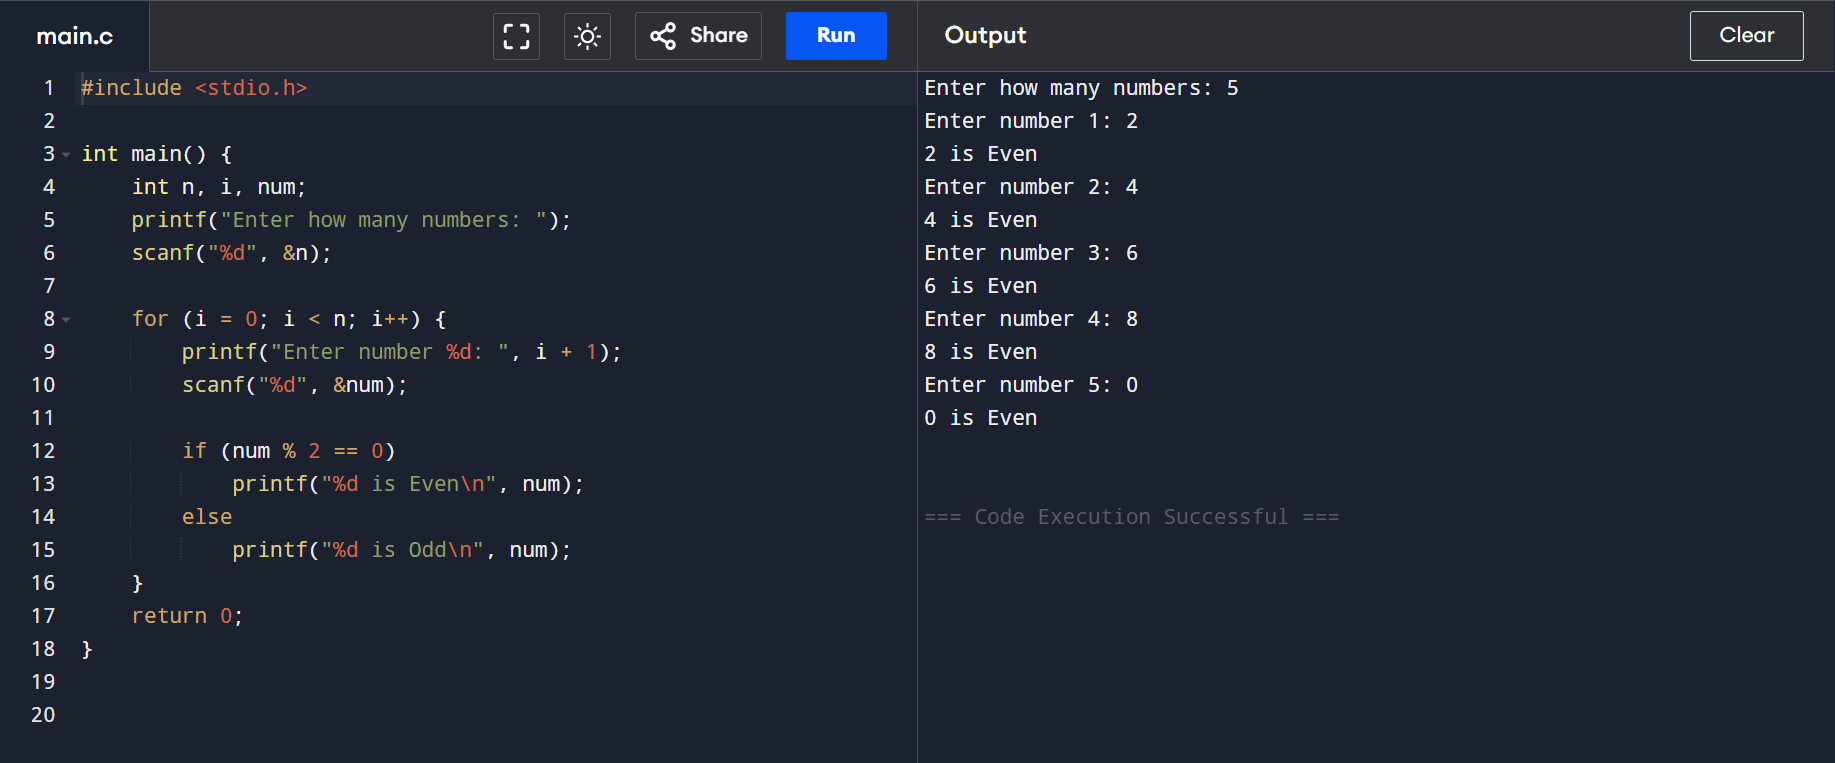 main.c
Share
Run
Output
Clear
1 #include <stdio.h>
2
3 int main() {
4     int n, i, num;
5     printf("Enter how many numbers: ");
6     scanf("%d", &n);
7
8     for (i = 0; i < n; i++) {
9         printf("Enter number %d: ", i + 1);
10         scanf("%d", &num);
11
12         if (num % 2 == 0)
13             printf("%d is Even\n", num);
14         else
15             printf("%d is Odd\n", num);
16     }
17     return 0;
18 }
19
20
Enter how many numbers: 5
Enter number 1: 2
2 is Even
Enter number 2: 4
4 is Even
Enter number 3: 6
6 is Even
Enter number 4: 8
8 is Even
Enter number 5: 0
0 is Even
=== Code Execution Successful ===